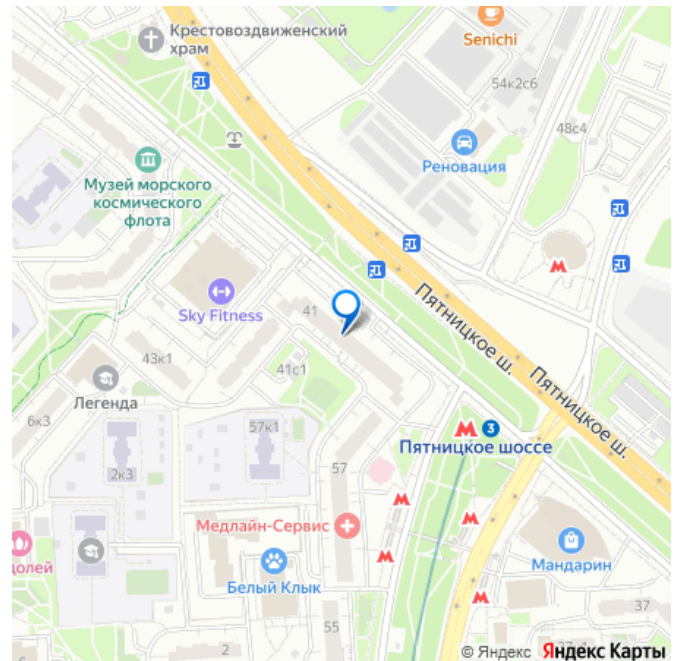 Крестовоздвиженский
храм
Senichi
54к2с6
48с4
Реновация
Музей морского
космического
флота
Sky Fitness
41
Пятницкое ш.
43к1
41с1
Легенда
Пятницкое ш.
6к3
57к1
3
Пятницкое шоссе
2к3
57
Медлайн-Сервис
Мандарин
долей
Белый Клык
37
55
2
© Яндекс Яндекс Карты